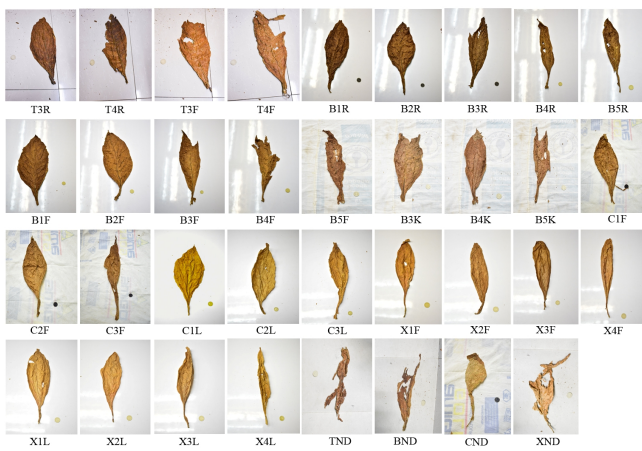 T3R T4R T3F T4F B1R B2R B3R B4R B5R
B1F B2F B3F B4F B5F B3K B4K B5K C1F
C2F C3F C1L C2L C3L X1F X2F X3F X4F
X1L X2L X3L X4L TND BND CND XND